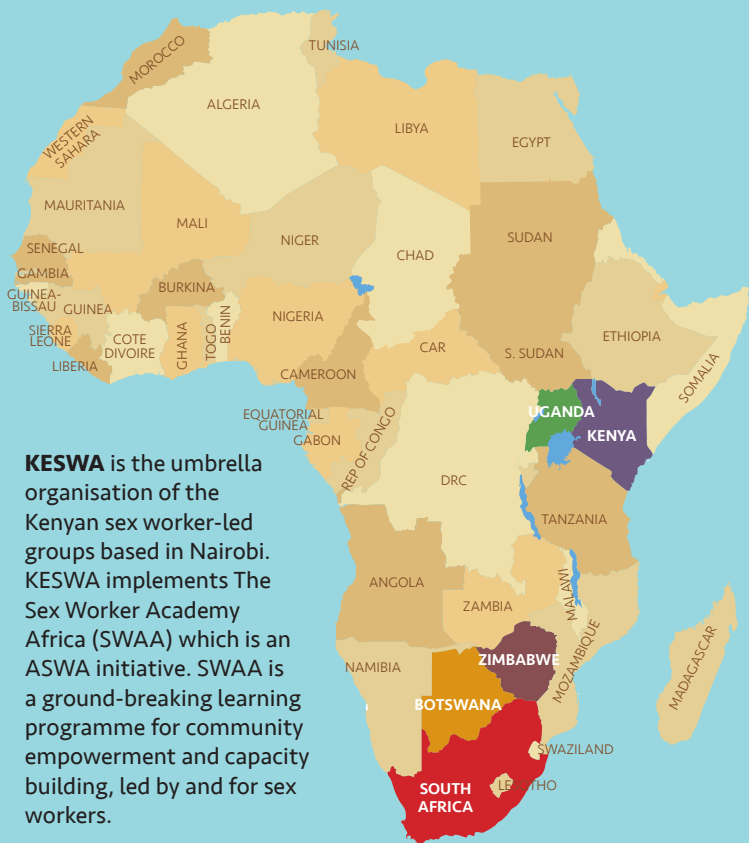 TUNISIA
MOROCCO
ALGERIA
LIBYA
EGYPT
WESTERN
SAHARA
MAURITANIA
MALI
NIGER
CHAD
SUDAN
SENEGAL
GAMBIA
GUINEA-
BISSAU
GUINEA
SIERRA
LEONE
LIBERIA
COTE
DIVOIRE
BURKINA
GHANA
TOGO
BENIN
NIGERIA
CAMEROON
CAR
S. SUDAN
ETHIOPIA
SOMALIA
EQUATORIAL
GUINEA
GABON
REP OF CONGO
DRC
UGANDA
KENYA
TANZANIA
ANGOLA
ZAMBIA
MALAWI
MOZAMBIQUE
ZIMBABWE
NAMIBIA
BOTSWANA
MADAGASCAR
SWAZILAND
LESOTHO
SOUTH
AFRICA
KESWA is the umbrella
organisation of the
Kenyan sex worker-led
groups based in Nairobi.
KESWA implements The
Sex Worker Academy
Africa (SWAA) which is an
ASWA initiative. SWAA is
a ground-breaking learning
programme for community
empowerment and capacity
building, led by and for sex
workers.